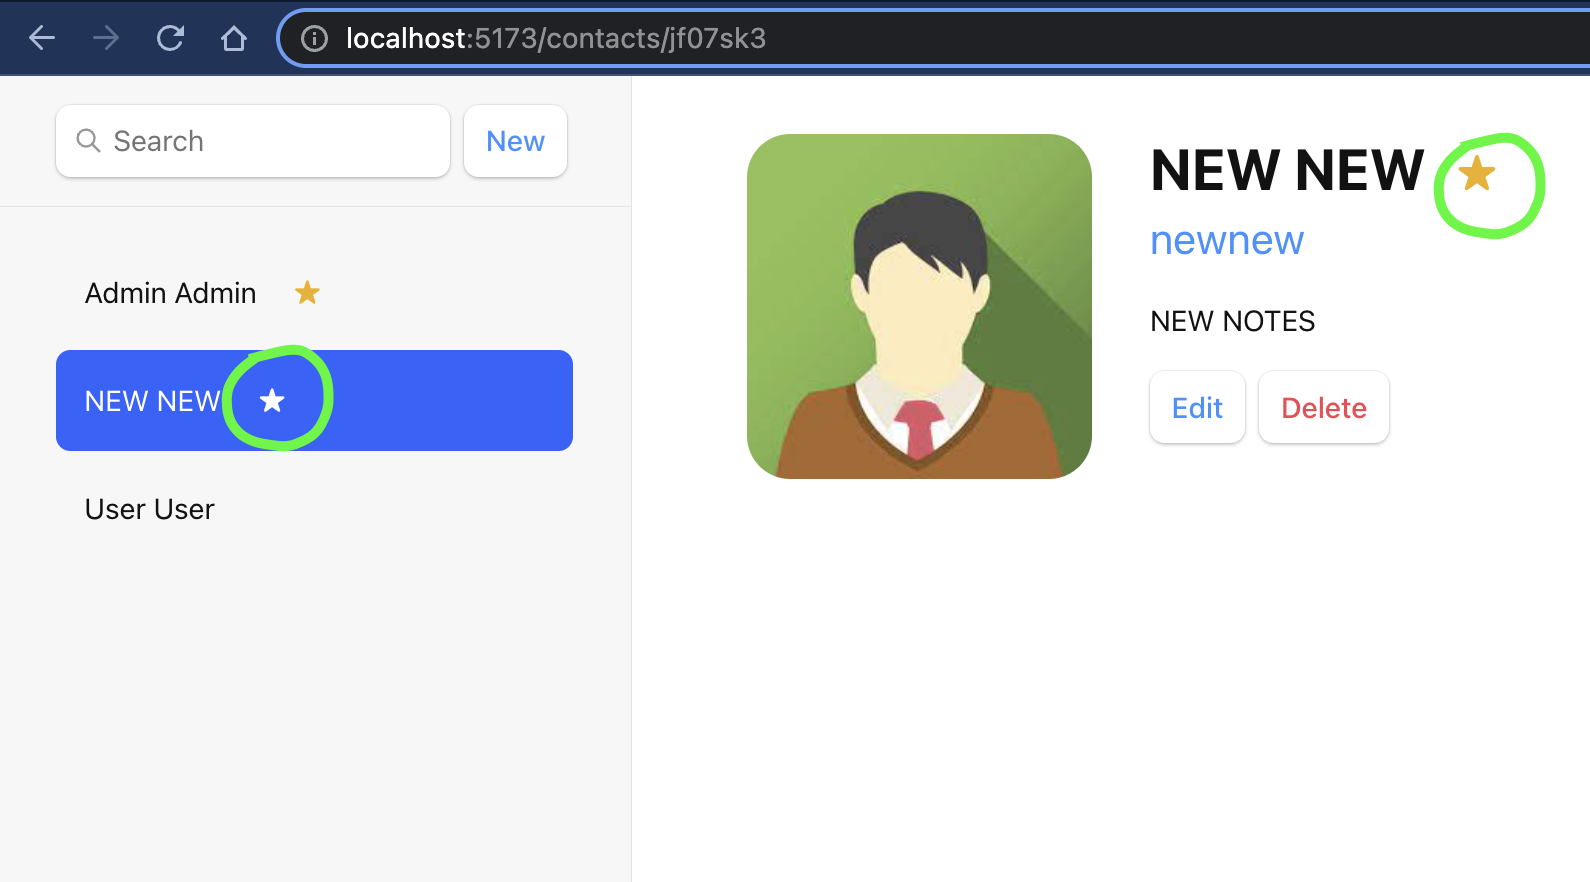 localhost:5173/contacts/jf07sk3
Search
New
Admin Admin ★
NEW NEW ★
User User
NEW NEW ★
newnew
NEW NOTES
Edit
Delete